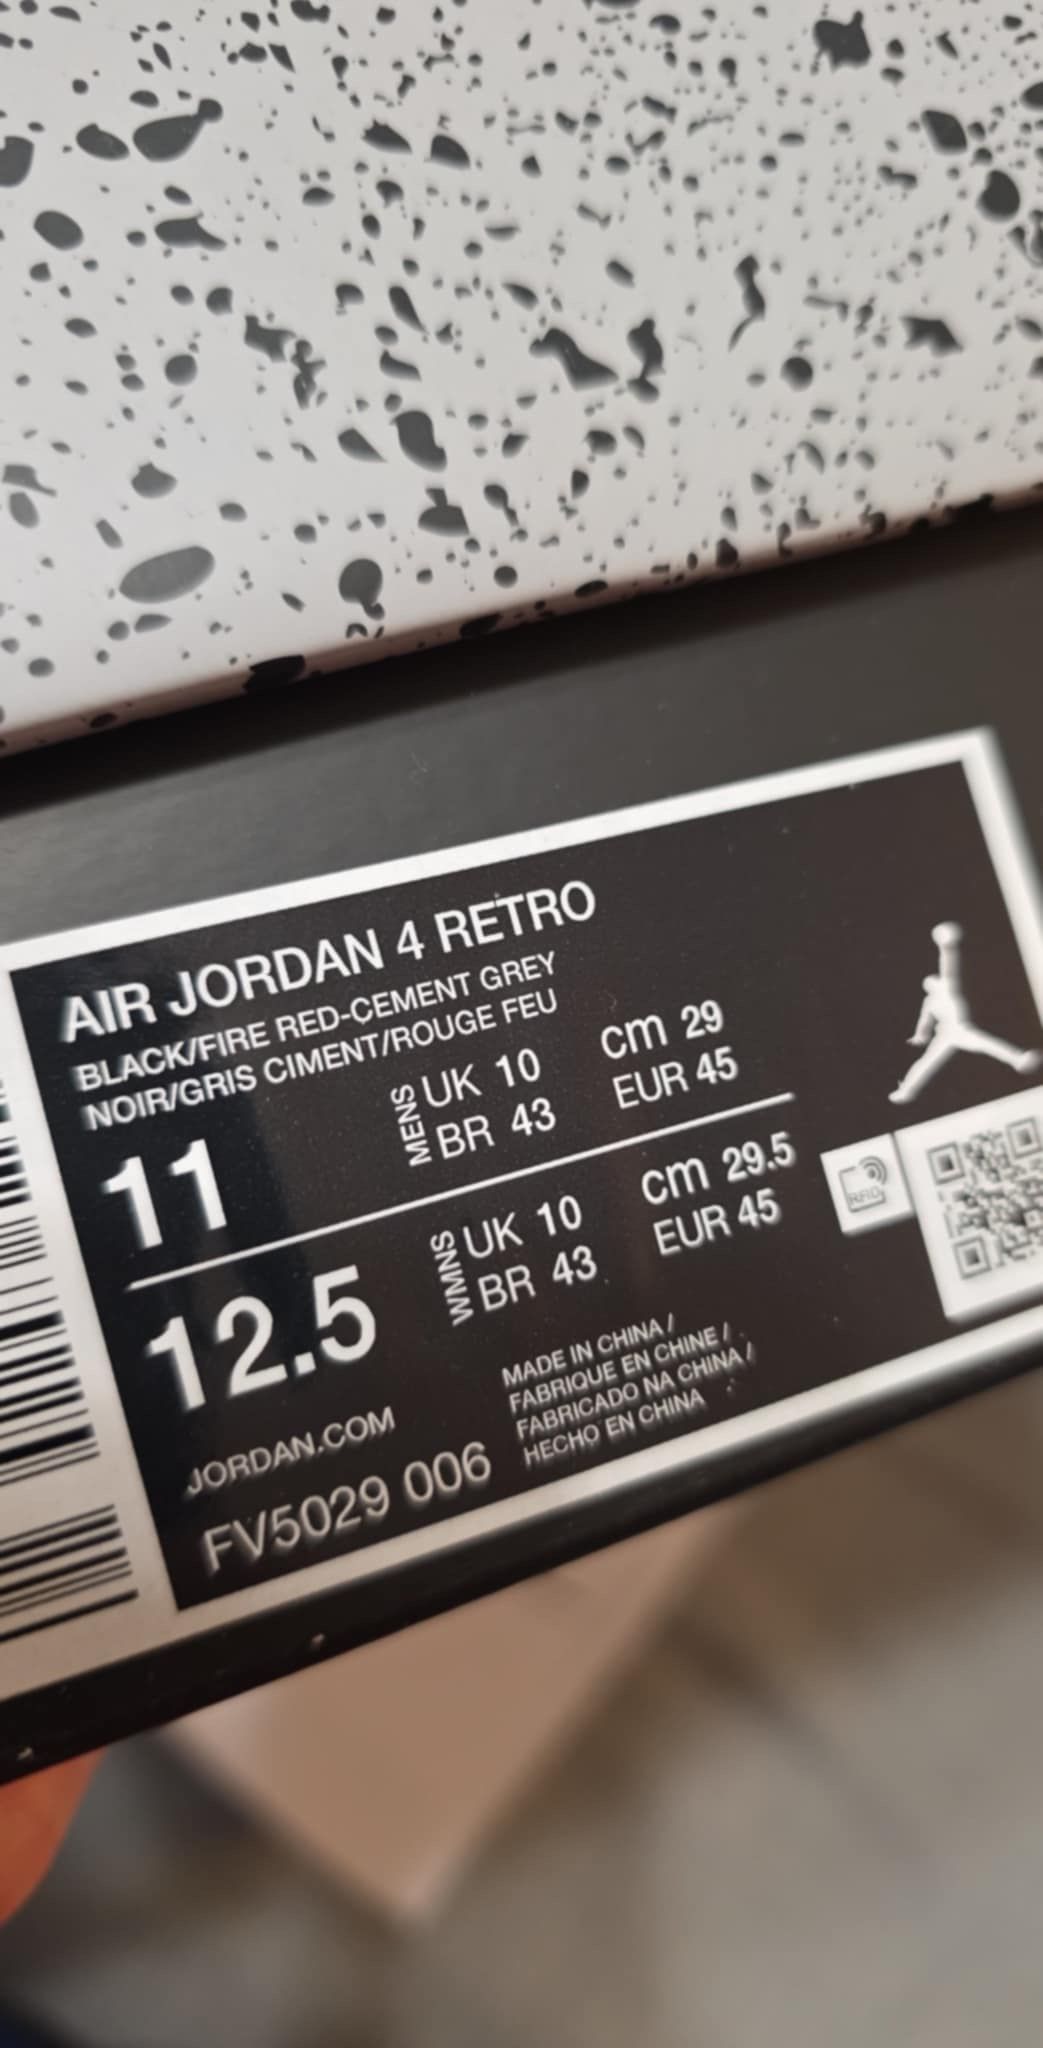 AIR JORDAN 4 RETRO
BLACK/FIRE RED-CEMENT GREY
NOIR/GRIS CIMENT/ROUGE FEU
11
MENS
UK 10
BR 43
cm 29
EUR 45
12.5
WMNS
UK 10
BR 43
cm 29.5
EUR 45
RFID
JORDAN.COM
FV5029 006
MADE IN CHINA /
FABRIQUE EN CHINE /
FABRICADO NA CHINA /
HECHO EN CHINA